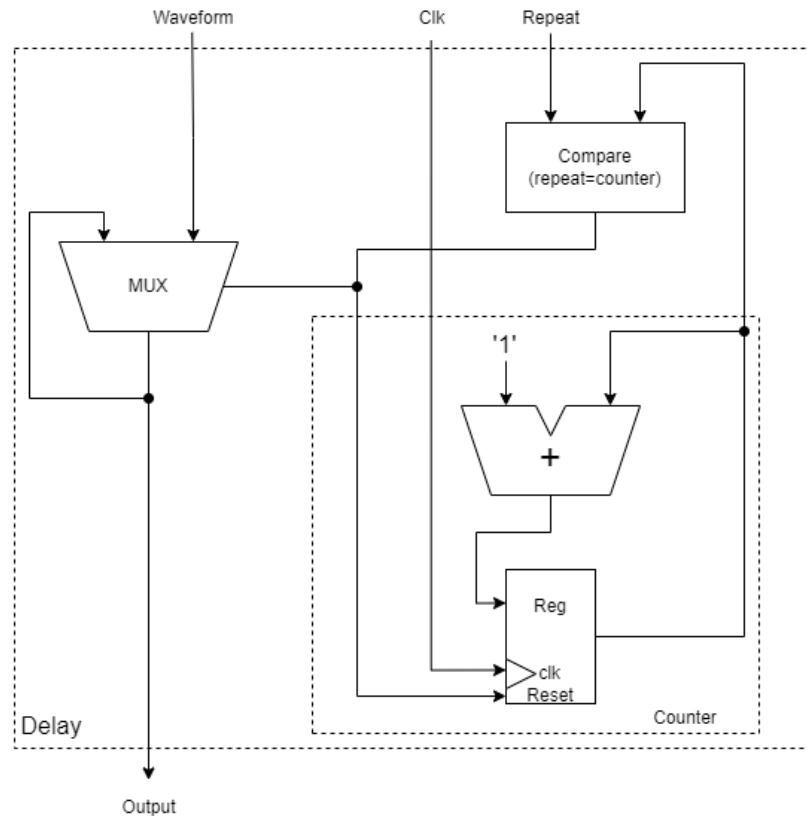 Waveform
Clk
Repeat
Compare
(repeat=counter)
MUX
'1'
+
Reg
clk
Reset
Counter
Delay
Output